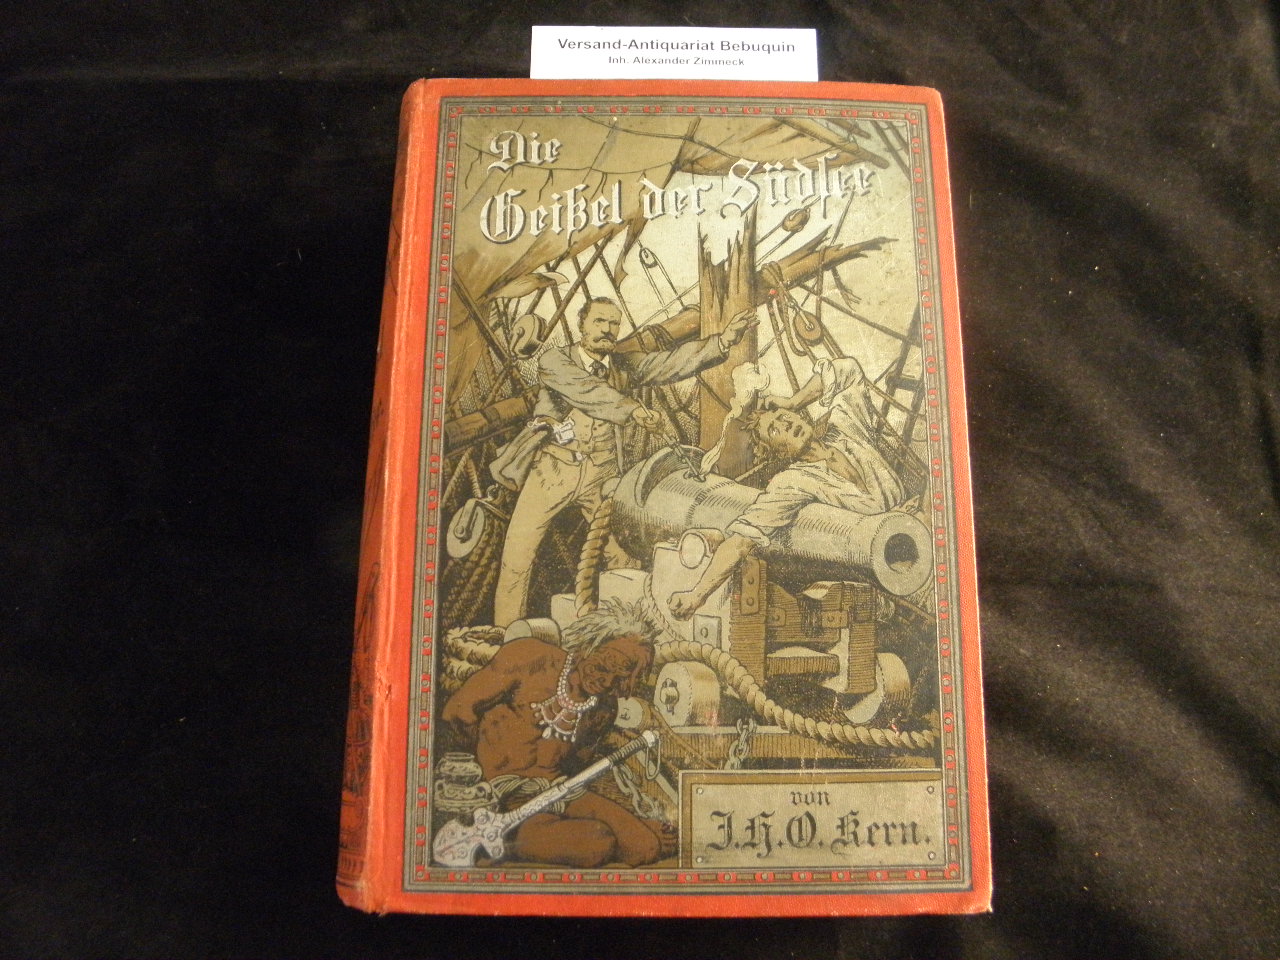 Versand-Antiquariat Bebuquin
Inh. Alexander Zimmeck
Die
Geißel der Südsee
von
J. H. O. Kern.